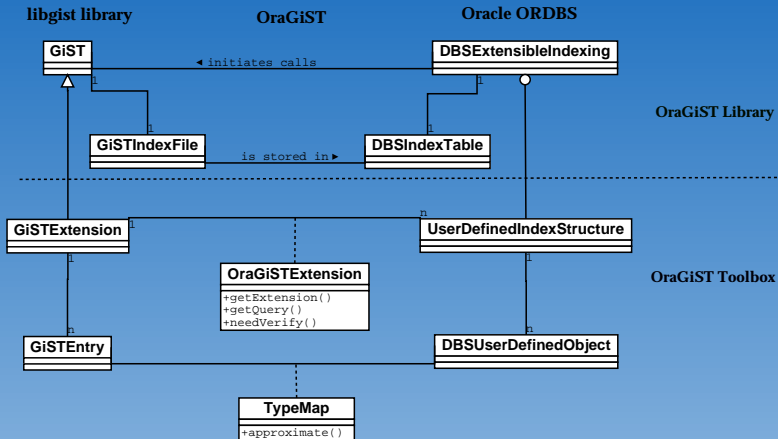 libgist library
OraGiST
Oracle ORDBS
GiST
DBSExtensibleIndexing
◄ initiates calls
1
1
OraGiST Library
1
1
GiSTIndexFile
DBSIndexTable
is stored in ►
GiSTExtension
1
n
UserDefinedIndexStructure
1
1
OraGiSTExtension
+getExtension()
+getQuery()
+needVerify()
OraGiST Toolbox
n
n
GiSTEntry
DBSUserDefinedObject
TypeMap
+approximate()